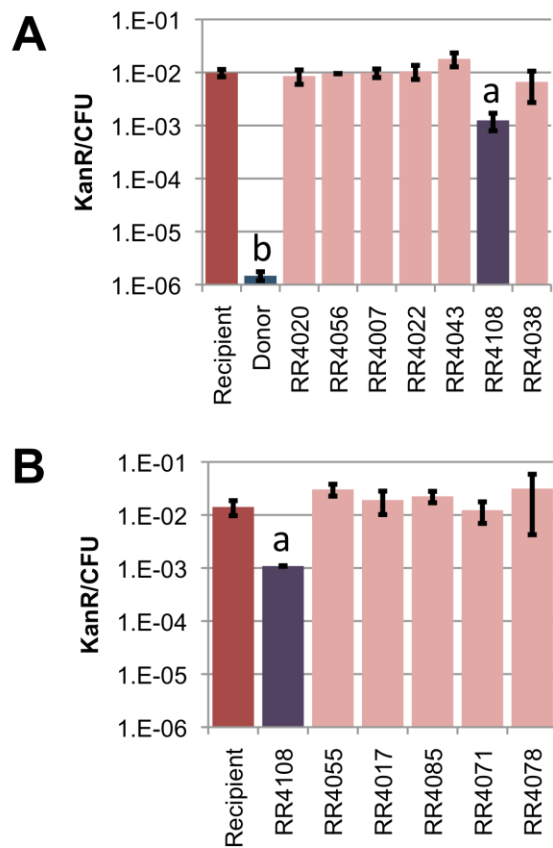 A
KanR/CFU
1.E-01
1.E-02
1.E-03
1.E-04
1.E-05
1.E-06
a
b
Recipient
Donor
RR4020
RR4056
RR4007
RR4022
RR4043
RR4108
RR4038
B
KanR/CFU
1.E-01
1.E-02
1.E-03
1.E-04
1.E-05
1.E-06
a
Recipient
RR4108
RR4055
RR4017
RR4085
RR4071
RR4078